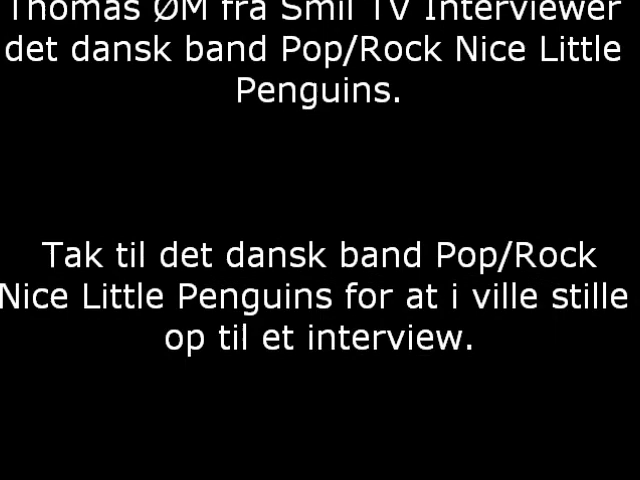 Thomas ØM fra Smil TV Interviewer
det dansk band Pop/Rock Nice Little
Penguins.
Tak til det dansk band Pop/Rock
Nice Little Penguins for at i ville stille
op til et interview.